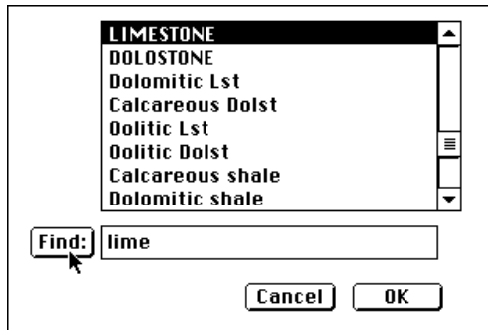 LIMESTONE
DOLOSTONE
Dolomitic Lst
Calcareous Dolst
Oolitic Lst
Oolitic Dolst
Calcareous shale
Dolomitic shale
Find: lime
Cancel OK